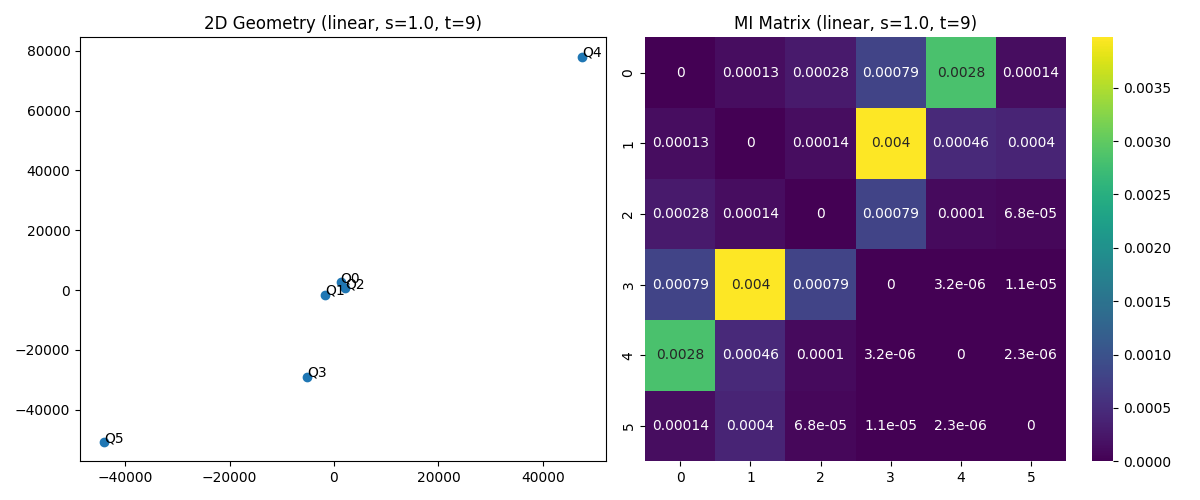 2D Geometry (linear, s=1.0, t=9)
80000
60000
40000
20000
0
−20000
−40000
−40000
−20000
0
20000
40000
Q4
Q0
Q2
Q1
Q3
Q5
MI Matrix (linear, s=1.0, t=9)
0 0 0.00013 0.00028 0.00079 0.0028 0.00014
1 0.00013 0 0.00014 0.004 0.00046 0.0004
2 0.00028 0.00014 0 0.00079 0.0001 6.8e-05
3 0.00079 0.004 0.00079 0 3.2e-06 1.1e-05
4 0.0028 0.00046 0.0001 3.2e-06 0 2.3e-06
5 0.00014 0.0004 6.8e-05 1.1e-05 2.3e-06 0
0 1 2 3 4 5
0.0035
0.0030
0.0025
0.0020
0.0015
0.0010
0.0005
0.0000